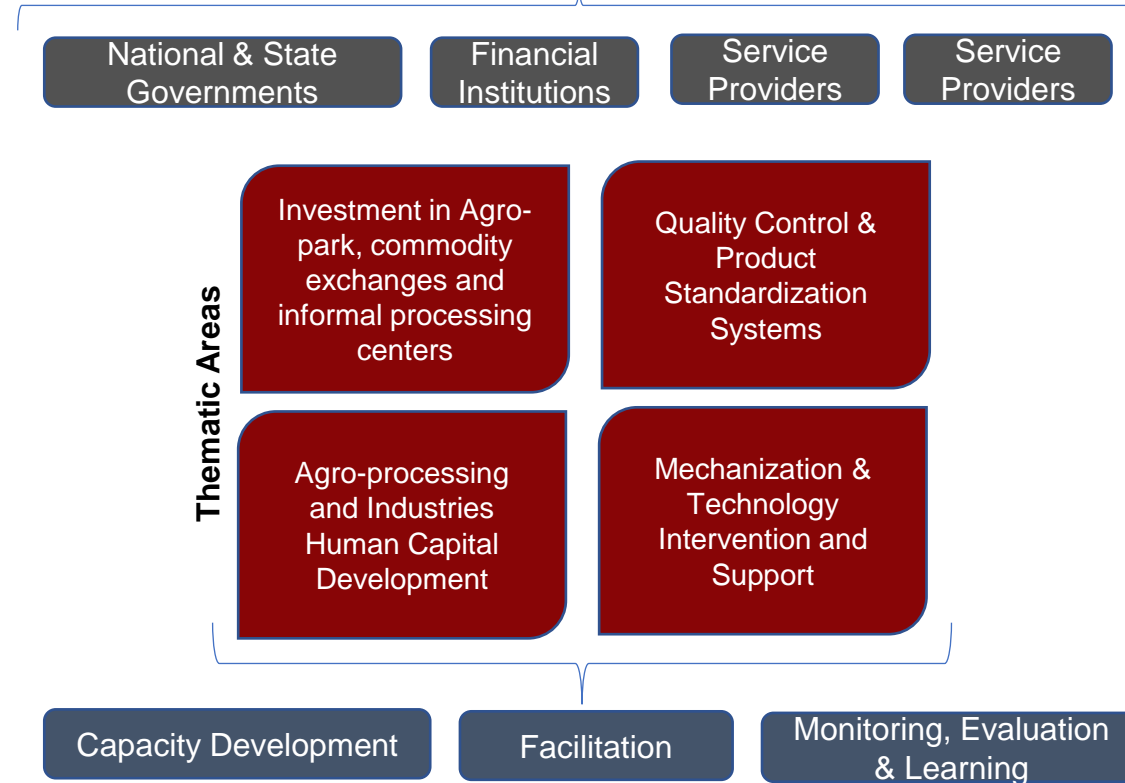 National & State
Governments
Financial
Institutions
Service
Providers
Service
Providers
Thematic Areas
Investment in Agro-
park, commodity
exchanges and
informal processing
centers
Quality Control &
Product
Standardization
Systems
Agro-processing
and Industries
Human Capital
Development
Mechanization &
Technology
Intervention and
Support
Capacity Development
Facilitation
Monitoring, Evaluation
& Learning